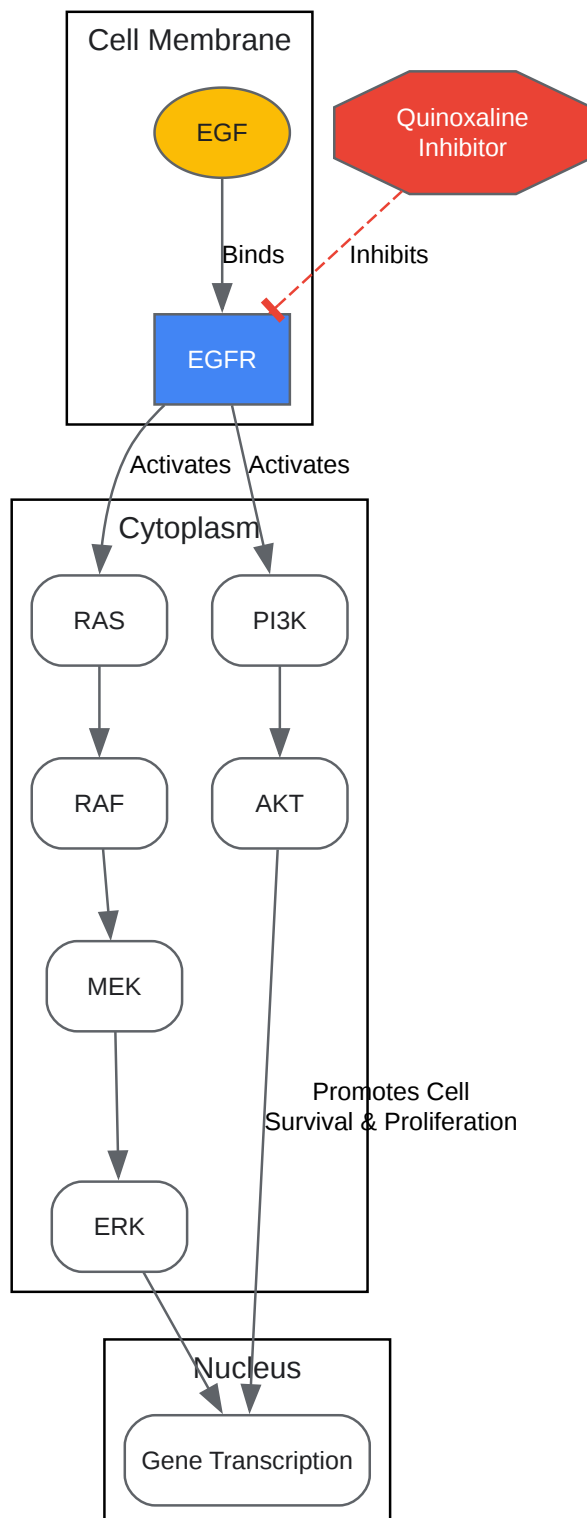 Cell Membrane
EGF
Quinoxaline
Inhibitor
Binds
Inhibits
EGFR
Activates
Activates
Cytoplasm
RAS
PI3K
RAF
AKT
MEK
Promotes Cell
Survival & Proliferation
ERK
Nucleus
Gene Transcription